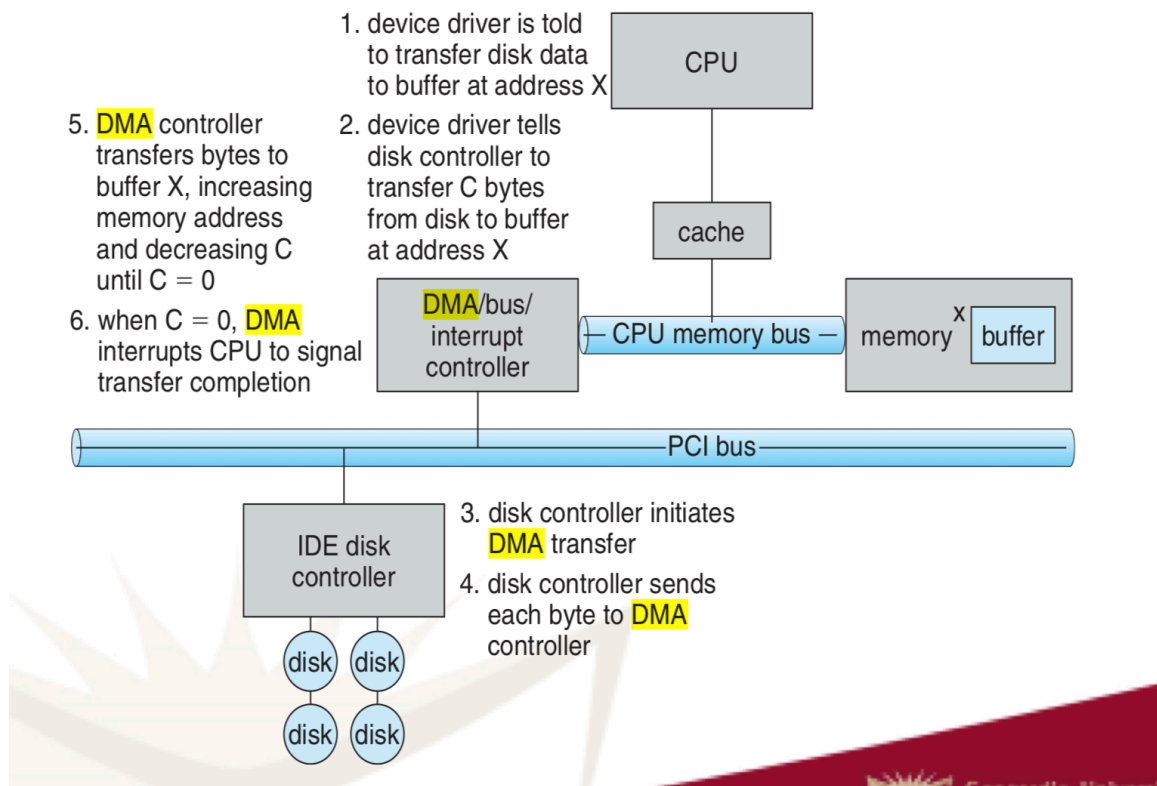 1. device driver is told
to transfer disk data
to buffer at address X
2. device driver tells
disk controller to
transfer C bytes
from disk to buffer
at address X
5. DMA controller
transfers bytes to
buffer X, increasing
memory address
and decreasing C
until C = 0
6. when C = 0, DMA
interrupts CPU to signal
transfer completion
CPU
cache
DMA/bus/
interrupt
controller
CPU memory bus
memory
x
buffer
PCI bus
IDE disk
controller
3. disk controller initiates
DMA transfer
4. disk controller sends
each byte to DMA
controller
disk
disk
disk
disk